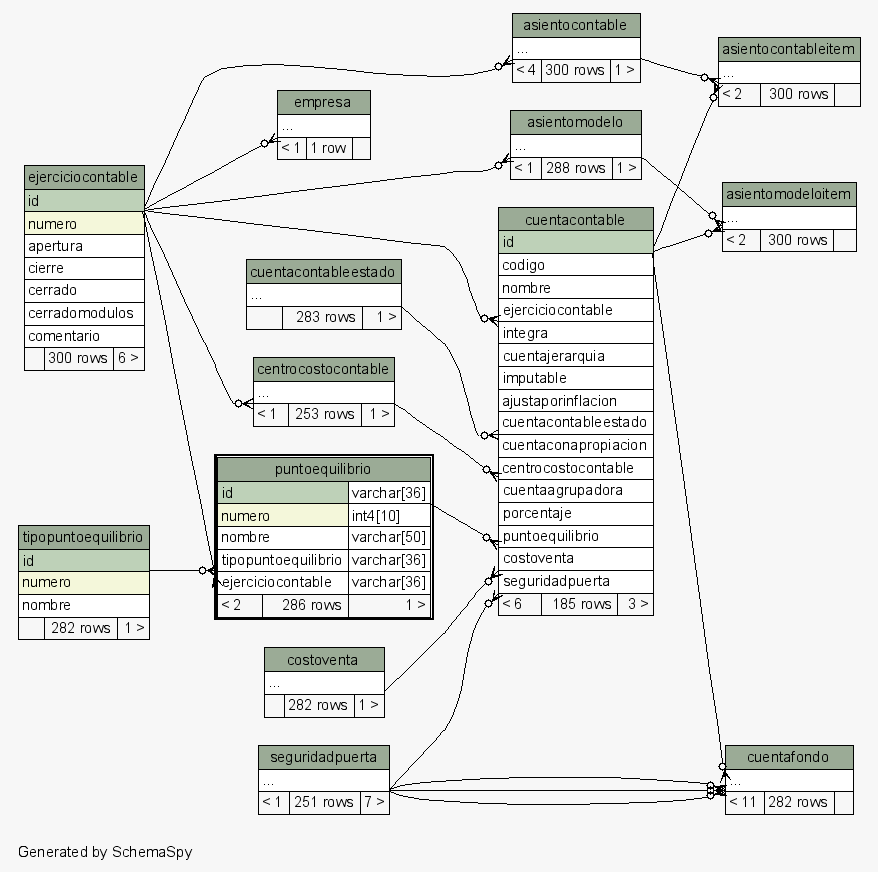 asientocontable
...
< 4 300 rows 1 >
asientocontableitem
...
< 2 300 rows
empresa
...
< 1 1 row
asientomodelo
...
< 1 288 rows 1 >
ejerciciocontable
id
numero
apertura
cierre
cerrado
cerradomodulos
comentario
300 rows 6 >
asientomodeloitem
...
< 2 300 rows
cuentacontable
id
codigo
nombre
ejerciciocontable
integra
cuentajerarquia
imputable
ajustaporinflacion
cuentacontableestado
cuentaconapropiacion
centrocostocontable
cuentaagrupadora
porcentaje
puntoequilibrio
costoventa
seguridadpuerta
< 6 185 rows 3 >
cuentacontableestado
...
283 rows 1 >
centrocostocontable
...
< 1 253 rows 1 >
puntoequilibrio
id varchar[36]
numero int4[10]
nombre varchar[50]
tipopuntoequilibrio varchar[36]
ejerciciocontable varchar[36]
< 2 286 rows 1 >
tipopuntoequilibrio
id
numero
nombre
282 rows 1 >
costoventa
...
282 rows 1 >
seguridadpuerta
...
< 1 251 rows 7 >
cuentafondo
...
< 11 282 rows
Generated by SchemaSpy